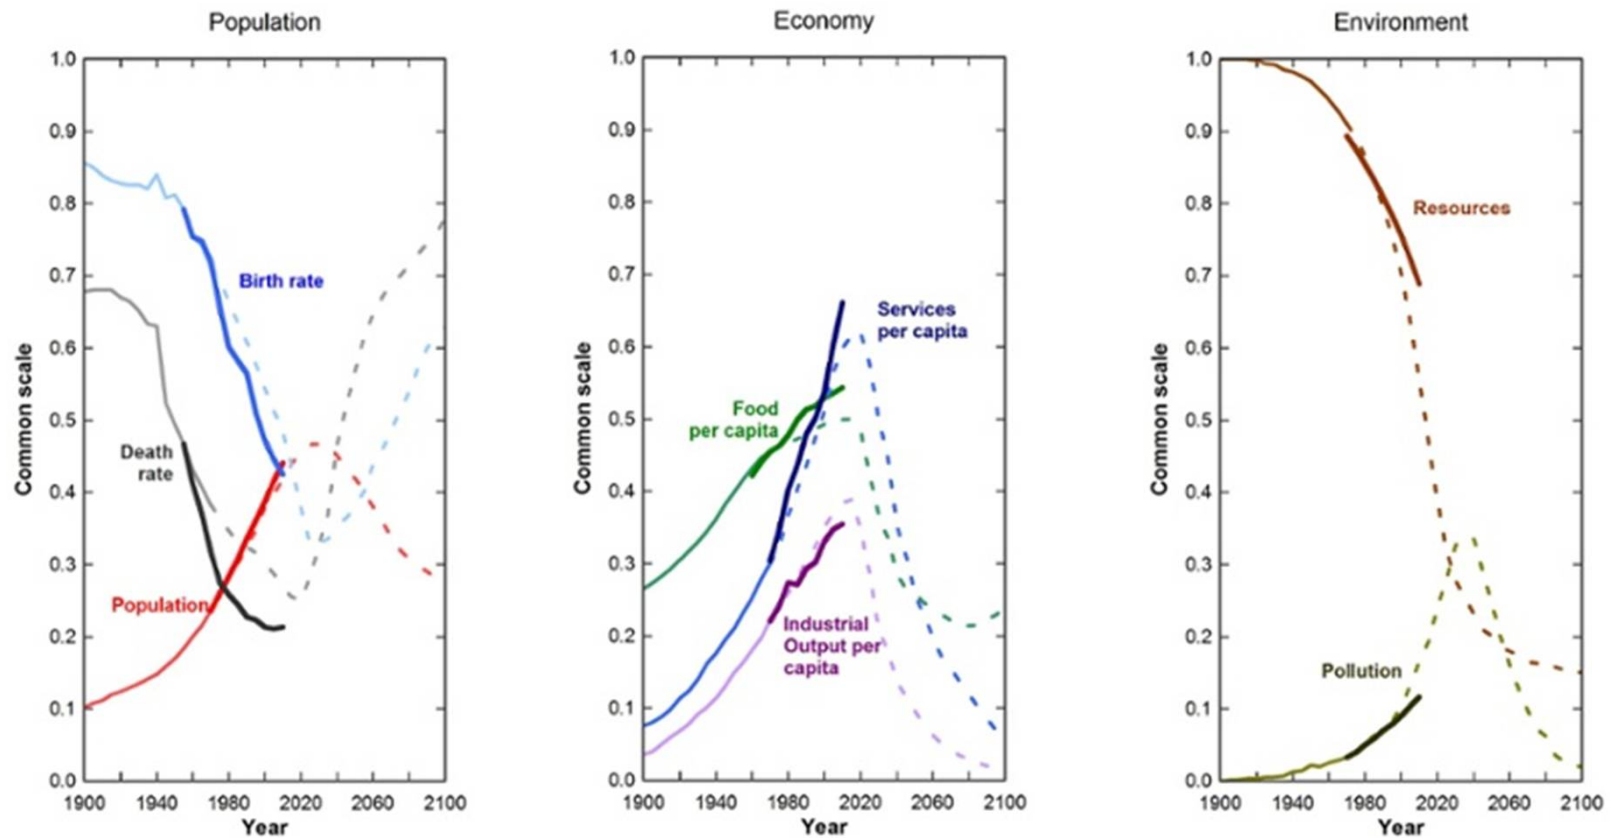 Population
1.0
0.9
0.8
0.7
0.6
0.5
0.4
0.3
0.2
0.1
0.0
Common scale
Birth rate
Death
rate
Population
1900 1940 1980 2020 2060 2100
Year
Economy
1.0
0.9
0.8
0.7
0.6
0.5
0.4
0.3
0.2
0.1
0.0
Common scale
Services
per capita
Food
per capita
Industrial
Output per
capita
1900 1940 1980 2020 2060 2100
Year
Environment
1.0
0.9
0.8
0.7
0.6
0.5
0.4
0.3
0.2
0.1
0.0
Common scale
Resources
Pollution
1900 1940 1980 2020 2060 2100
Year